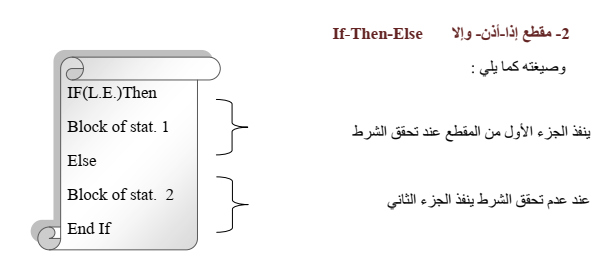 2- مقطع إذا-أذن- وإلا If-Then-Else
وصيغته كما يلي :
IF(L.E.)Then
Block of stat. 1
Else
Block of stat. 2
End If
ينفذ الجزء الأول من المقطع عند تحقق الشرط
عند عدم تحقق الشرط ينفذ الجزء الثاني